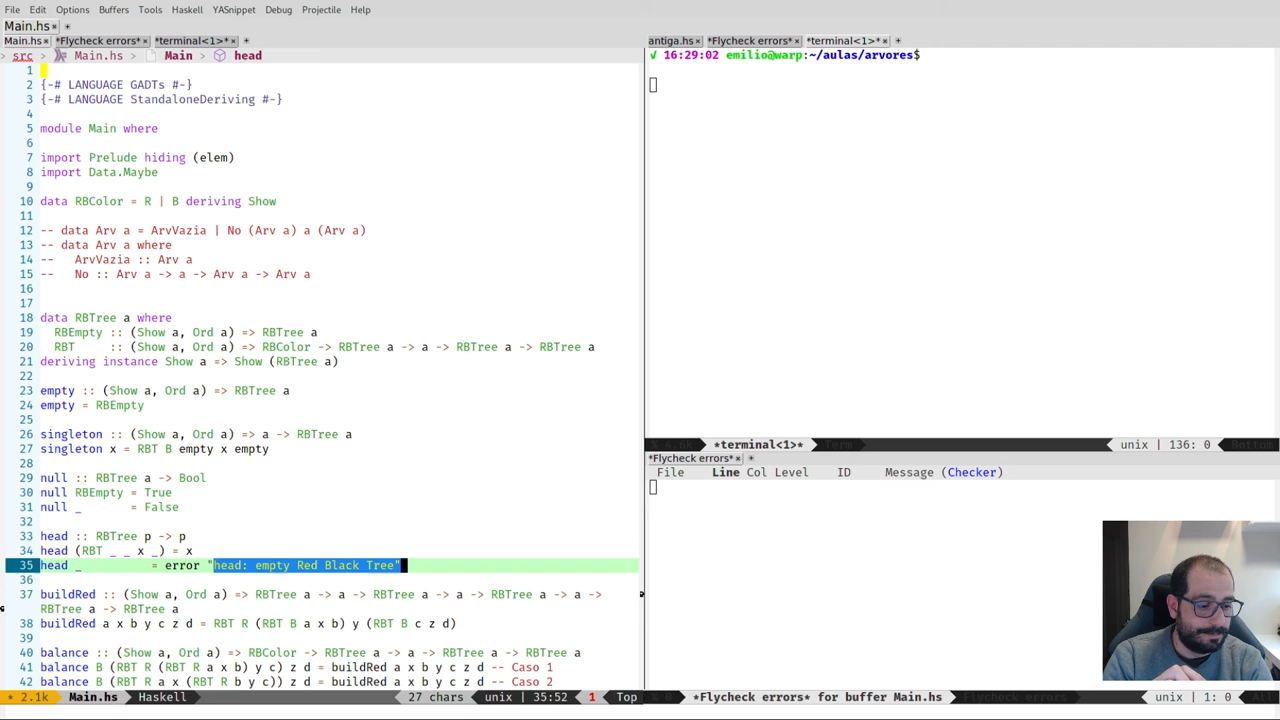 File Edit Options Buffers Tools Haskell YASnippet Debug Projectile Help
Main.hs × +
Main.hs × *Flycheck errors* × *terminal<1>* × +
src > Main.hs > Main > head
1
2 {-# LANGUAGE GADTs #-}
3 {-# LANGUAGE StandaloneDeriving #-}
4
5 module Main where
6
7 import Prelude hiding (elem)
8 import Data.Maybe
9
10 data RBColor = R | B deriving Show
11
12 -- data Arv a = ArvVazia | No (Arv a) a (Arv a)
13 -- data Arv a where
14 --   ArvVazia :: Arv a
15 --   No :: Arv a -> a -> Arv a -> Arv a
16
17
18 data RBTree a where
19   RBEmpty :: (Show a, Ord a) => RBTree a
20   RBT     :: (Show a, Ord a) => RBColor -> RBTree a -> a -> RBTree a -> RBTree a
21 deriving instance Show a => Show (RBTree a)
22
23 empty :: (Show a, Ord a) => RBTree a
24 empty = RBEmpty
25
26 singleton :: (Show a, Ord a) => a -> RBTree a
27 singleton x = RBT B empty x empty
28
29 null :: RBTree a -> Bool
30 null RBEmpty = True
31 null _       = False
32
33 head :: RBTree p -> p
34 head (RBT _ _ x _) = x
35 head _             = error "head: empty Red Black Tree"
36
37 buildRed :: (Show a, Ord a) => RBTree a -> a -> RBTree a -> a -> RBTree a -> a ->
RBTree a -> RBTree a
38 buildRed a x b y c z d = RBT R (RBT B a x b) y (RBT B c z d)
39
40 balance :: (Show a, Ord a) => RBColor -> RBTree a -> a -> RBTree a -> RBTree a
41 balance B (RBT R (RBT R a x b) y c) z d = buildRed a x b y c z d -- Caso 1
42 balance B (RBT R a x (RBT R b y c)) z d = buildRed a x b y c z d -- Caso 2
* 2.1k Main.hs Haskell 27 chars unix | 35:52 1 Top
antiga.hs × *Flycheck errors* × *terminal<1>* × +
√ 16:29:02 emilio@warp:~/aulas/arvores$
*terminal<1>* Term unix | 136: 0 Bottom
*Flycheck errors* × +
File Line Col Level ID Message (Checker)
*Flycheck errors* for buffer Main.hs Flycheck errors unix | 1: 0 All